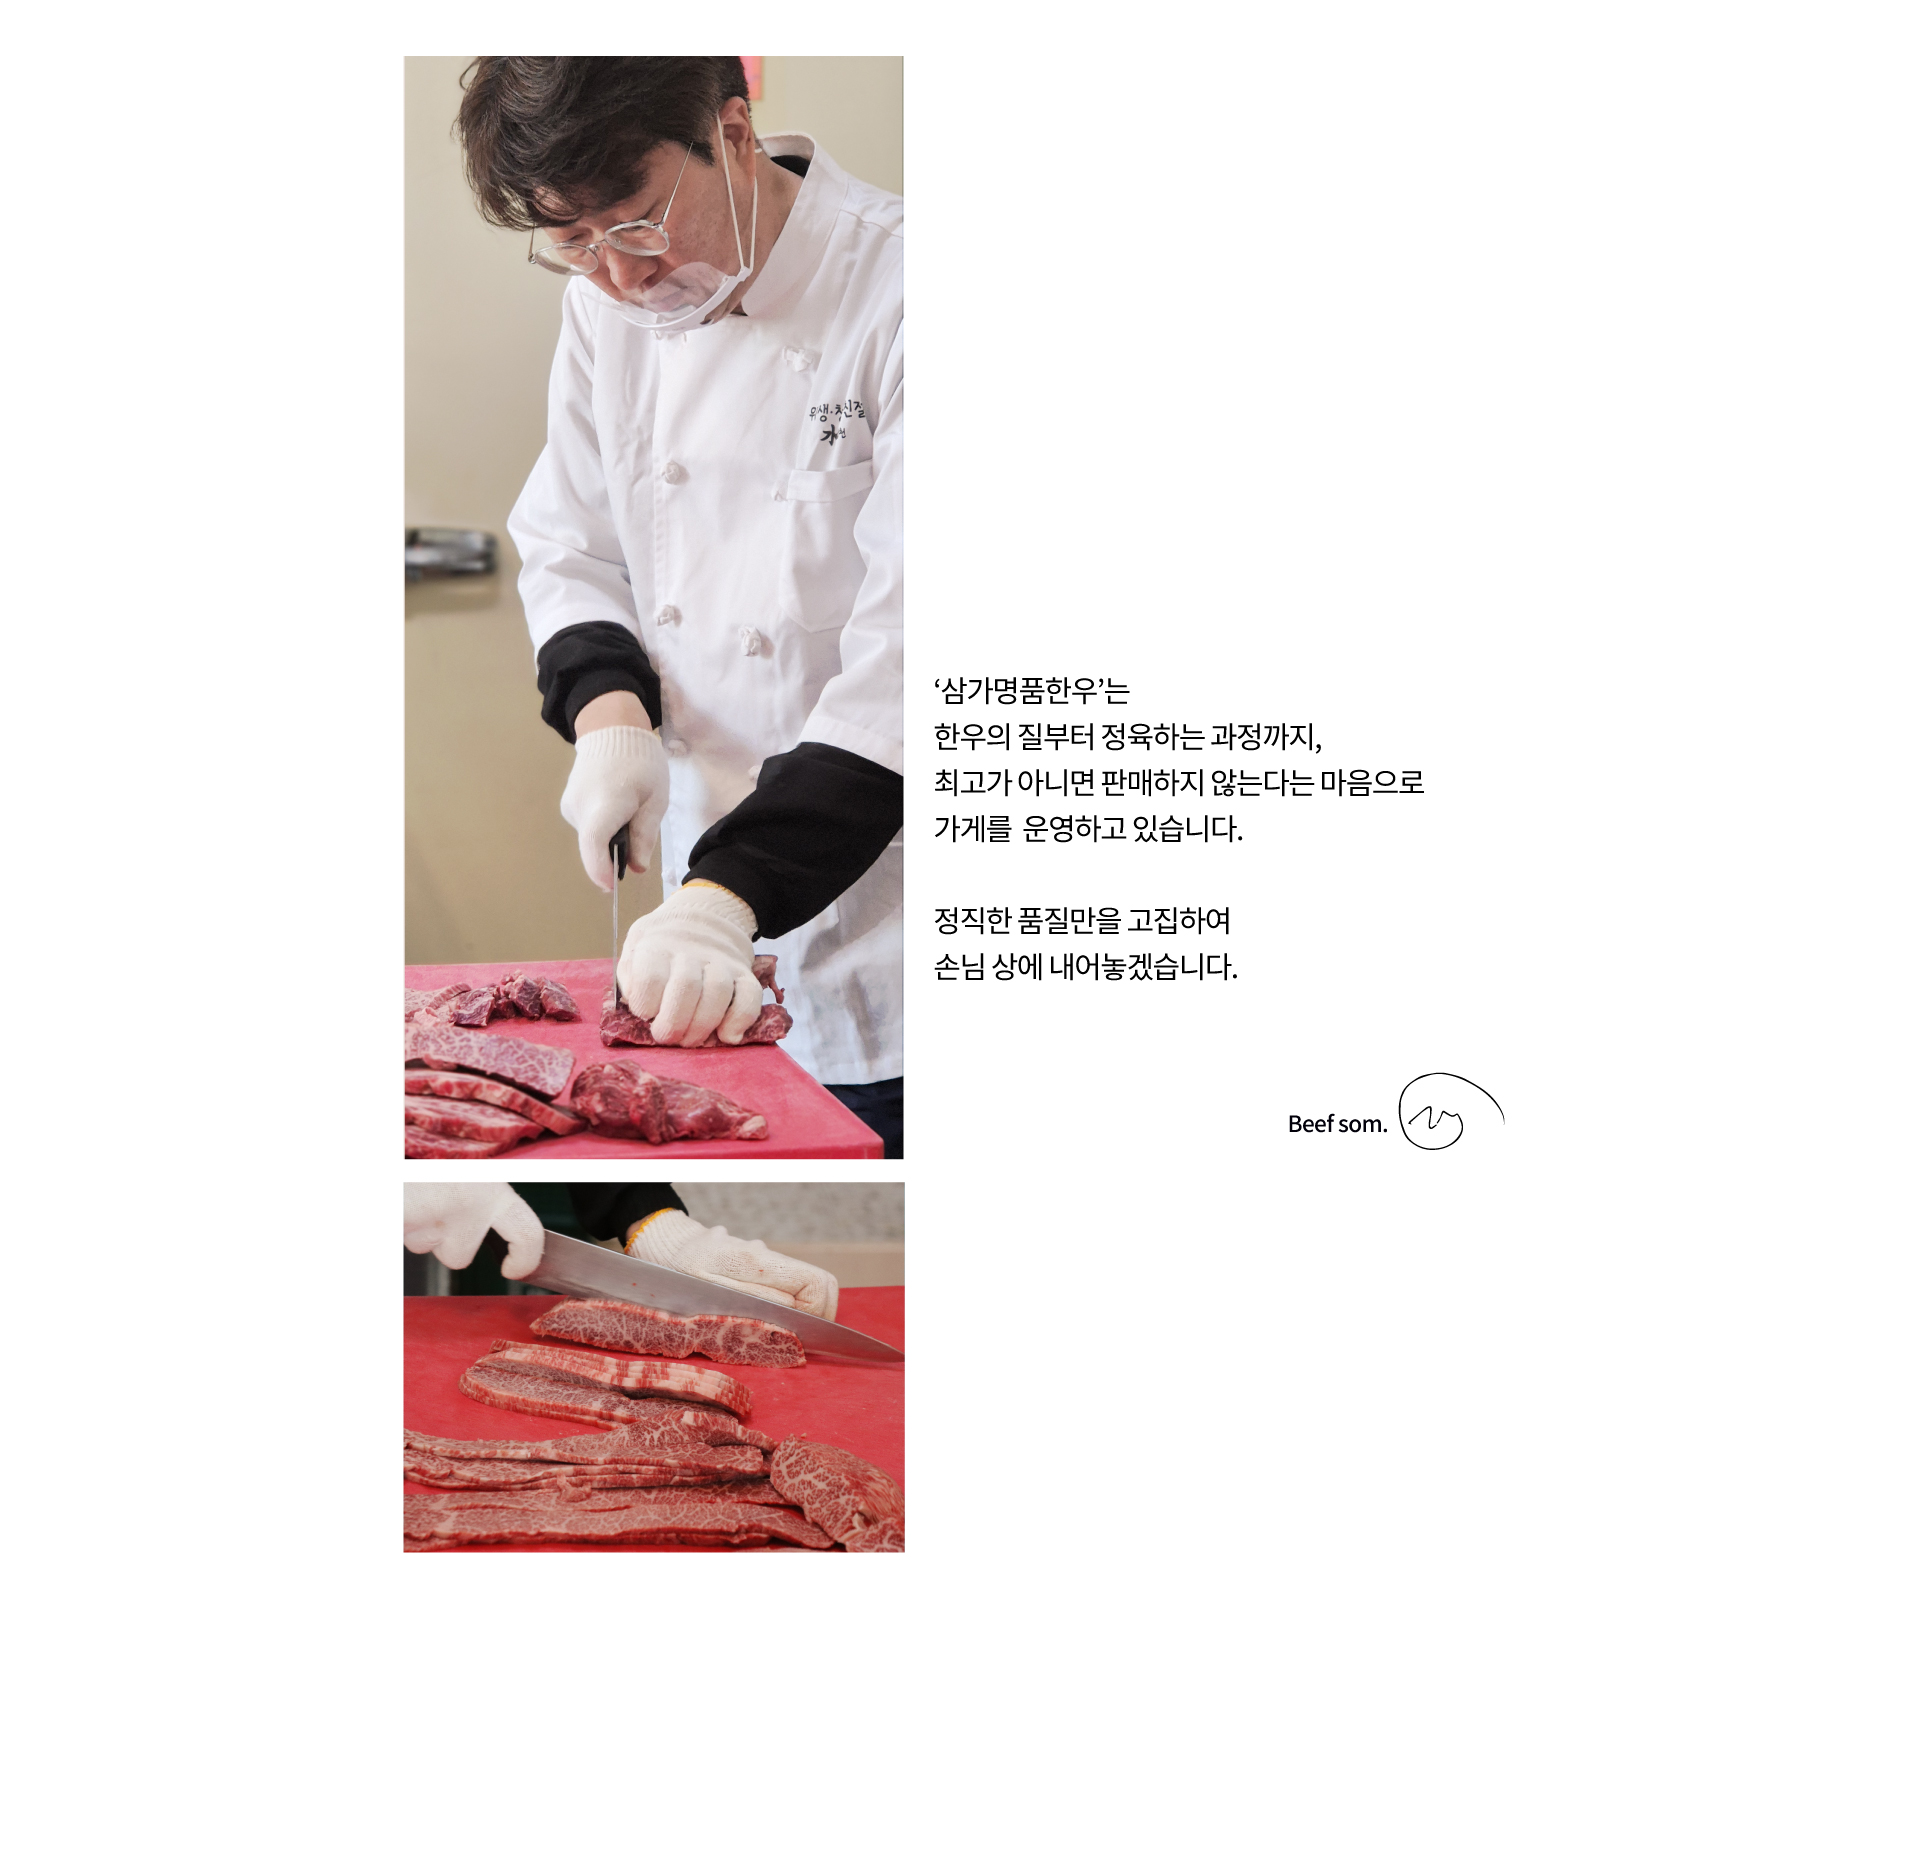 ‘삼가명품한우’는
한우의 질부터 정육하는 과정까지,
최고가 아니면 판매하지 않는다는 마음으로
가게를 운영하고 있습니다.
정직한 품질만을 고집하여
손님 상에 내어놓겠습니다.
Beef som.